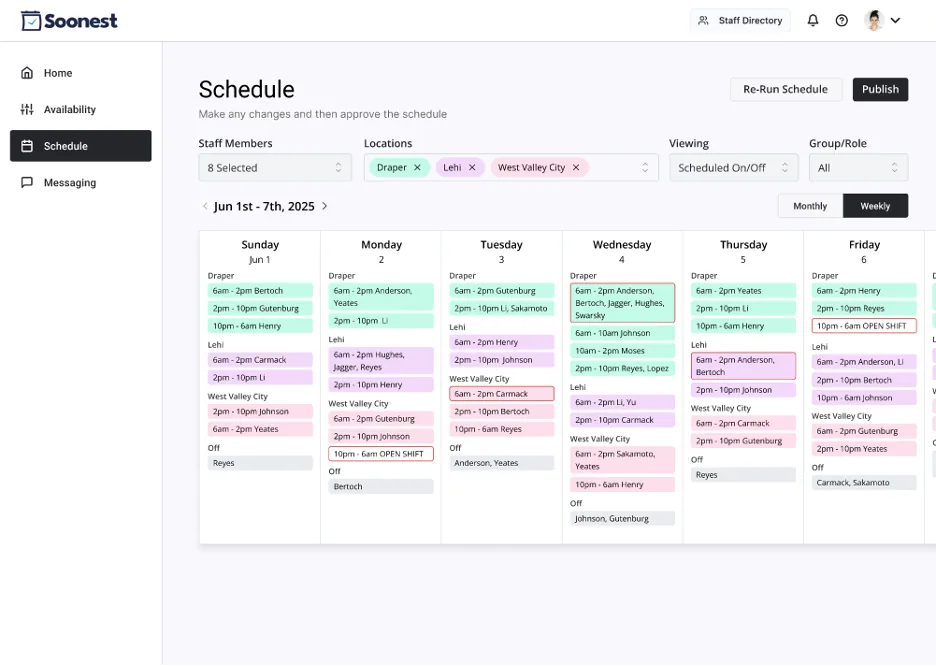 Soonest
Staff Directory
Home
Availability
Schedule
Messaging
Schedule
Make any changes and then approve the schedule
Re-Run Schedule
Publish
Staff Members
8 Selected
Locations
Draper
Lehi
West Valley City
Viewing
Scheduled On/Off
Group/Role
All
Jun 1st - 7th, 2025
Monthly
Weekly
Sunday
Jun 1
Draper
6am - 2pm Bertoch
2pm - 10pm Gutenburg
10pm - 6am Henry
Lehi
6am - 2pm Carmack
2pm - 10pm Li
West Valley City
2pm - 10pm Johnson
6am - 2pm Yeates
Off
Reyes
Monday
2
Draper
6am - 2pm Anderson,
Yeates
2pm - 10pm Li
Lehi
6am - 2pm Hughes,
Jagger, Reyes
2pm - 10pm Henry
West Valley City
6am - 2pm Gutenburg
2pm - 10pm Johnson
10pm - 6am OPEN SHIFT
Off
Bertoch
Tuesday
3
Draper
6am - 2pm Gutenburg
2pm - 10pm Li, Sakamoto
Lehi
6am - 2pm Henry
2pm - 10pm Johnson
West Valley City
6am - 2pm Carmack
2pm - 10pm Bertoch
10pm - 6am Reyes
Off
Anderson, Yeates
Wednesday
4
Draper
6am - 2pm Anderson,
Bertoch, Jagger, Hughes,
Swarsky
6am - 10am Johnson
10am - 2pm Moses
2pm - 10pm Reyes, Lopez
Lehi
6am - 2pm Li, Yu
2pm - 10pm Carmack
West Valley City
6am - 2pm Sakamoto,
Yeates
10pm - 6am Henry
Off
Johnson, Gutenburg
Thursday
5
Draper
6am - 2pm Yeates
2pm - 10pm Li
10pm - 6am Henry
Lehi
6am - 2pm Anderson,
Bertoch
2pm - 10pm Johnson
West Valley City
6am - 2pm Carmack
2pm - 10pm Gutenburg
Off
Reyes
Friday
6
Draper
6am - 2pm Henry
2pm - 10pm Reyes
10pm - 6am OPEN SHIFT
Lehi
6am - 2pm Anderson, Li
2pm - 10pm Bertoch
10pm - 6am Johnson
West Valley City
6am - 2pm Gutenburg
2pm - 10pm Yeates
Off
Carmack, Sakamoto